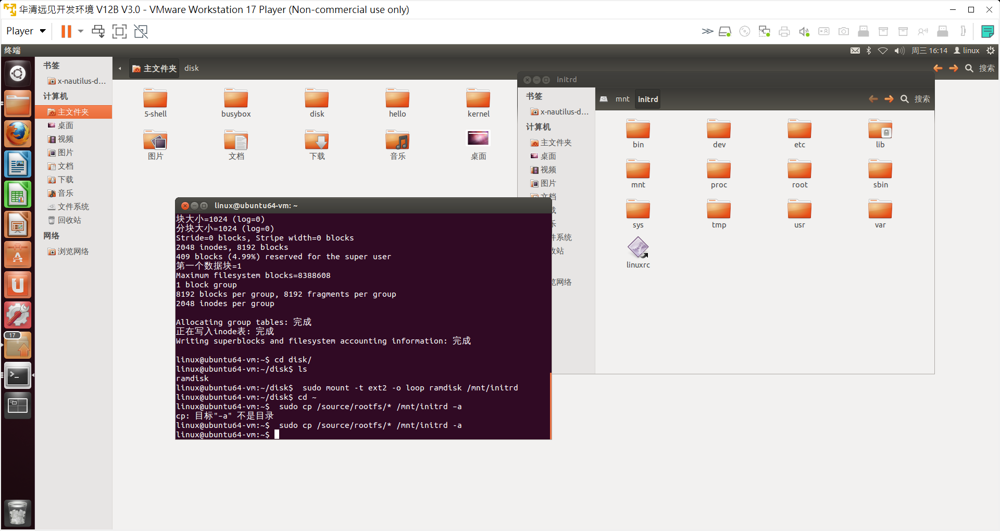 华清远见开发环境 V12B V3.0 - VMware Workstation 17 Player (Non-commercial use only)
Player
终端
周三 16:14
linux
书签
x-nautilus-d...
计算机
主文件夹
桌面
视频
图片
文档
下载
音乐
文件系统
回收站
网络
浏览网络
17
主文件夹
disk
搜索
5-shell
busybox
disk
hello
kernel
图片
文档
下载
音乐
桌面
initrd
书签
x-nautilus-d...
计算机
主文件夹
桌面
视频
图片
文档
件系统
收站
览网络
mnt
initrd
搜索
bin
dev
etc
lib
mnt
proc
root
sbin
sys
tmp
usr
var
linuxrc
linux@ubuntu64-vm: ~
块大小=1024 (log=0)
分块大小=1024 (log=0)
Stride=0 blocks, Stripe width=0 blocks
2048 inodes, 8192 blocks
409 blocks (4.99%) reserved for the super user
第一个数据块=1
Maximum filesystem blocks=8388608
1 block group
8192 blocks per group, 8192 fragments per group
2048 inodes per group
Allocating group tables: 完成
正在写入inode表: 完成
Writing superblocks and filesystem accounting information: 完成
linux@ubuntu64-vm:~$ cd disk/
linux@ubuntu64-vm:~/disk$ ls
ramdisk
linux@ubuntu64-vm:~/disk$  sudo mount -t ext2 -o loop ramdisk /mnt/initrd
linux@ubuntu64-vm:~/disk$ cd ~
linux@ubuntu64-vm:~$  sudo cp /source/rootfs/* /mnt/initrd –a
cp: 目标"–a" 不是目录
linux@ubuntu64-vm:~$  sudo cp /source/rootfs/* /mnt/initrd -a
linux@ubuntu64-vm:~$